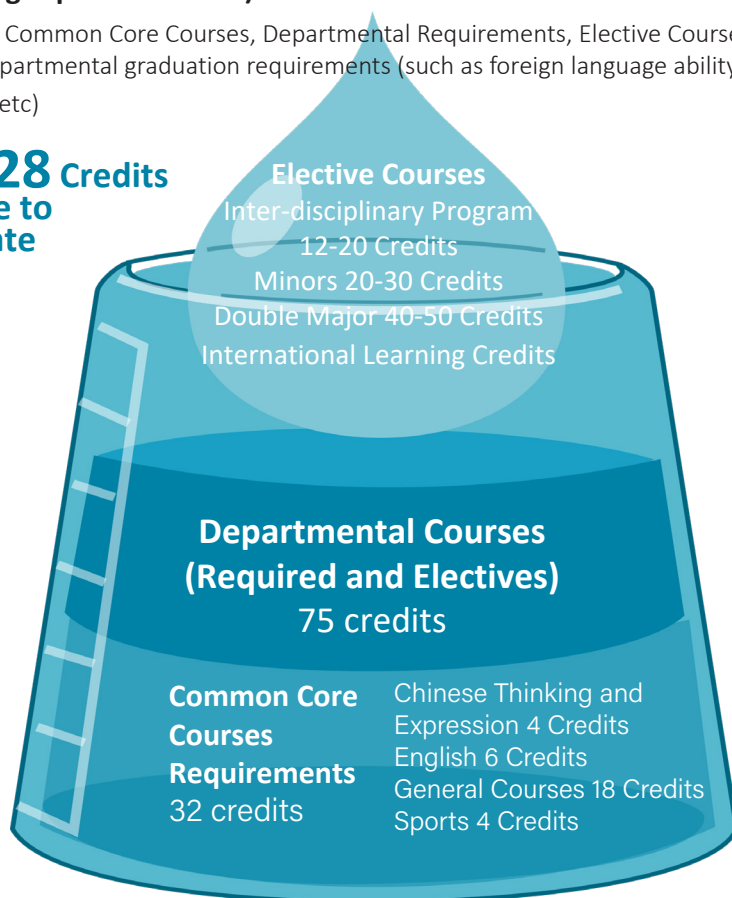 Common Core Courses, Departmental Requirements, Elective Course
partmental graduation requirements (such as foreign language ability
etc)
28 Credits
e to
te
Elective Courses
Inter-disciplinary Program
12-20 Credits
Minors 20-30 Credits
Double Major 40-50 Credits
International Learning Credits
Departmental Courses
(Required and Electives)
75 credits
Common Core
Courses
Requirements
32 credits
Chinese Thinking and
Expression 4 Credits
English 6 Credits
General Courses 18 Credits
Sports 4 Credits